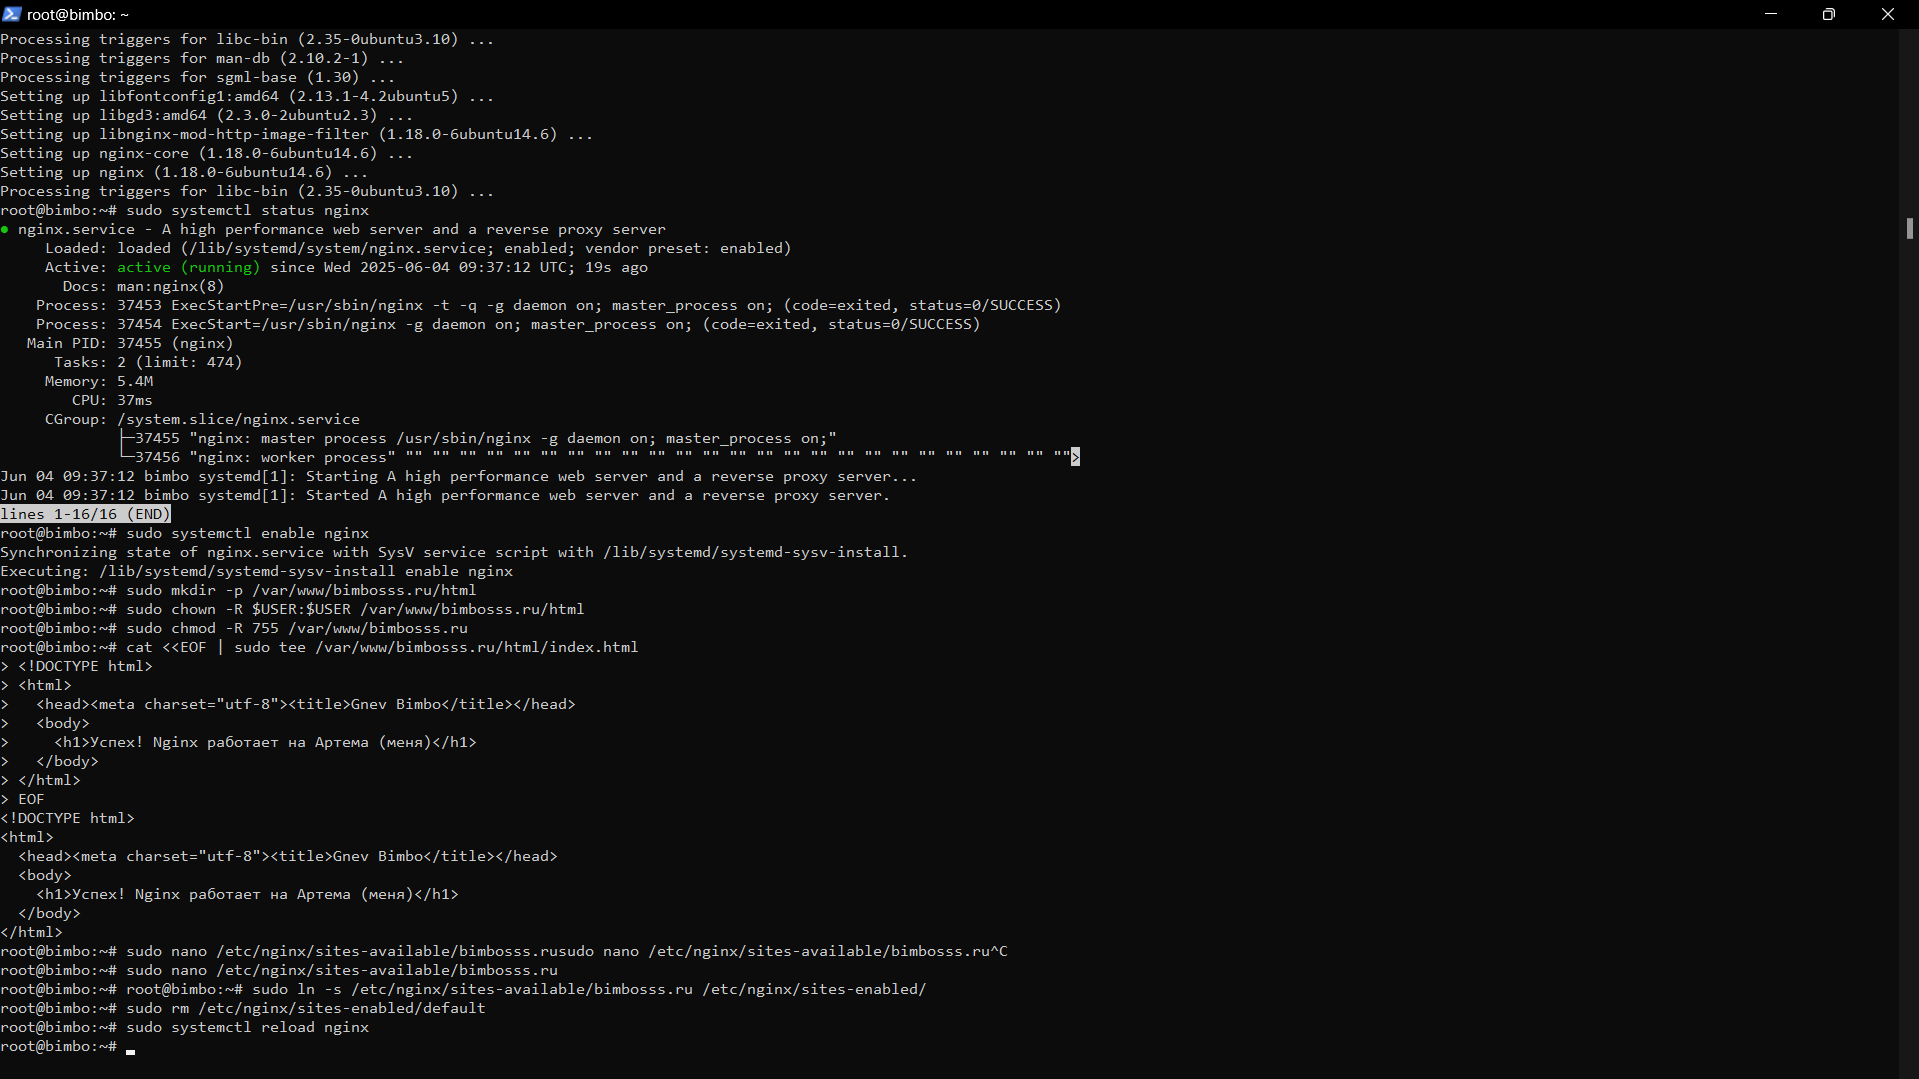 root@bimbo: ~
Processing triggers for libc-bin (2.35-0ubuntu3.10) ...
Processing triggers for man-db (2.10.2-1) ...
Processing triggers for sgml-base (1.30) ...
Setting up libfontconfig1:amd64 (2.13.1-4.2ubuntu5) ...
Setting up libgd3:amd64 (2.3.0-2ubuntu2.3) ...
Setting up libnginx-mod-http-image-filter (1.18.0-6ubuntu14.6) ...
Setting up nginx-core (1.18.0-6ubuntu14.6) ...
Setting up nginx (1.18.0-6ubuntu14.6) ...
Processing triggers for libc-bin (2.35-0ubuntu3.10) ...
root@bimbo:~# sudo systemctl status nginx
● nginx.service - A high performance web server and a reverse proxy server
     Loaded: loaded (/lib/systemd/system/nginx.service; enabled; vendor preset: enabled)
     Active: active (running) since Wed 2025-06-04 09:37:12 UTC; 19s ago
       Docs: man:nginx(8)
    Process: 37453 ExecStartPre=/usr/sbin/nginx -t -q -g daemon on; master_process on; (code=exited, status=0/SUCCESS)
    Process: 37454 ExecStart=/usr/sbin/nginx -g daemon on; master_process on; (code=exited, status=0/SUCCESS)
   Main PID: 37455 (nginx)
      Tasks: 2 (limit: 474)
     Memory: 5.4M
        CPU: 37ms
     CGroup: /system.slice/nginx.service
             ├─37455 "nginx: master process /usr/sbin/nginx -g daemon on; master_process on;"
             └─37456 "nginx: worker process" "" "" "" "" "" "" "" "" "" "" "" "" "" "" "" "" "" "" "" "" "" "" "" "" "">
Jun 04 09:37:12 bimbo systemd[1]: Starting A high performance web server and a reverse proxy server...
Jun 04 09:37:12 bimbo systemd[1]: Started A high performance web server and a reverse proxy server.
lines 1-16/16 (END)
root@bimbo:~# sudo systemctl enable nginx
Synchronizing state of nginx.service with SysV service script with /lib/systemd/systemd-sysv-install.
Executing: /lib/systemd/systemd-sysv-install enable nginx
root@bimbo:~# sudo mkdir -p /var/www/bimbosss.ru/html
root@bimbo:~# sudo chown -R $USER:$USER /var/www/bimbosss.ru/html
root@bimbo:~# sudo chmod -R 755 /var/www/bimbosss.ru
root@bimbo:~# cat <<EOF | sudo tee /var/www/bimbosss.ru/html/index.html
> <!DOCTYPE html>
> <html>
>   <head><meta charset="utf-8"><title>Gnev Bimbo</title></head>
>   <body>
>     <h1>Успех! Nginx работает на Артема (меня)</h1>
>   </body>
> </html>
> EOF
<!DOCTYPE html>
<html>
  <head><meta charset="utf-8"><title>Gnev Bimbo</title></head>
  <body>
    <h1>Успех! Nginx работает на Артема (меня)</h1>
  </body>
</html>
root@bimbo:~# sudo nano /etc/nginx/sites-available/bimbosss.rusudo nano /etc/nginx/sites-available/bimbosss.ru^C
root@bimbo:~# sudo nano /etc/nginx/sites-available/bimbosss.ru
root@bimbo:~# root@bimbo:~# sudo ln -s /etc/nginx/sites-available/bimbosss.ru /etc/nginx/sites-enabled/
root@bimbo:~# sudo rm /etc/nginx/sites-enabled/default
root@bimbo:~# sudo systemctl reload nginx
root@bimbo:~#